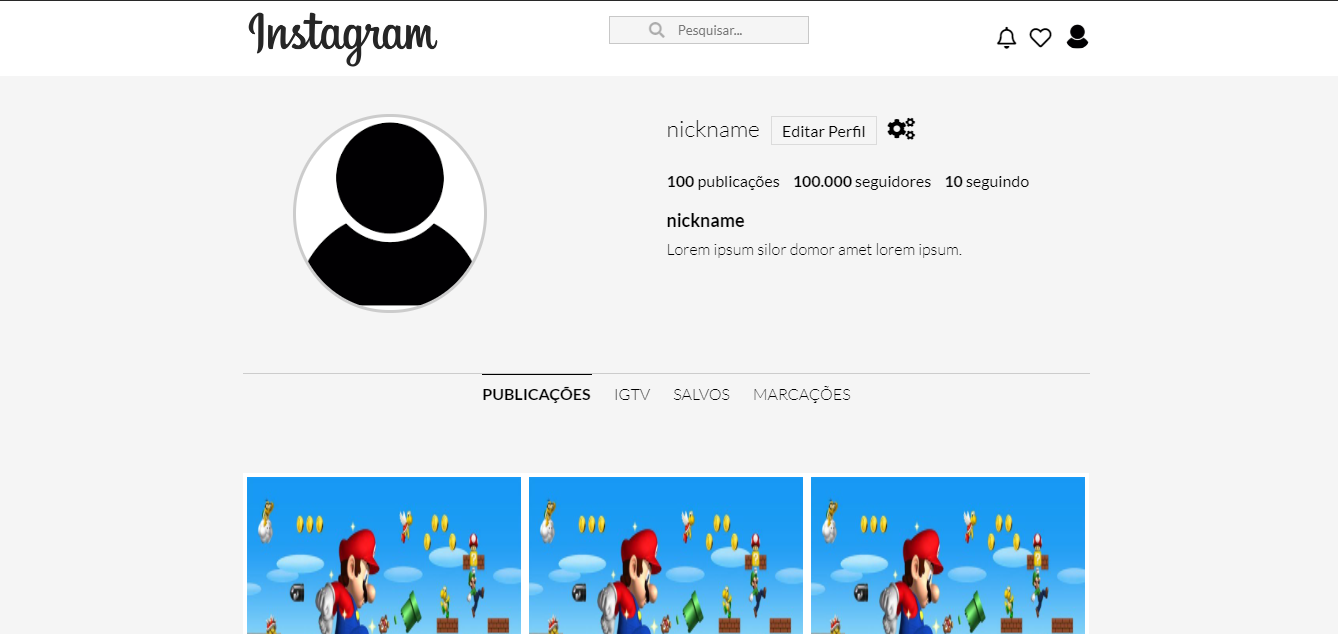 Instagram
Pesquisar...
nickname
Editar Perfil
100 publicações 100.000 seguidores 10 seguindo
nickname
Lorem ipsum silor domor amet lorem ipsum.
PUBLICAÇÕES IGTV SALVOS MARCAÇÕES